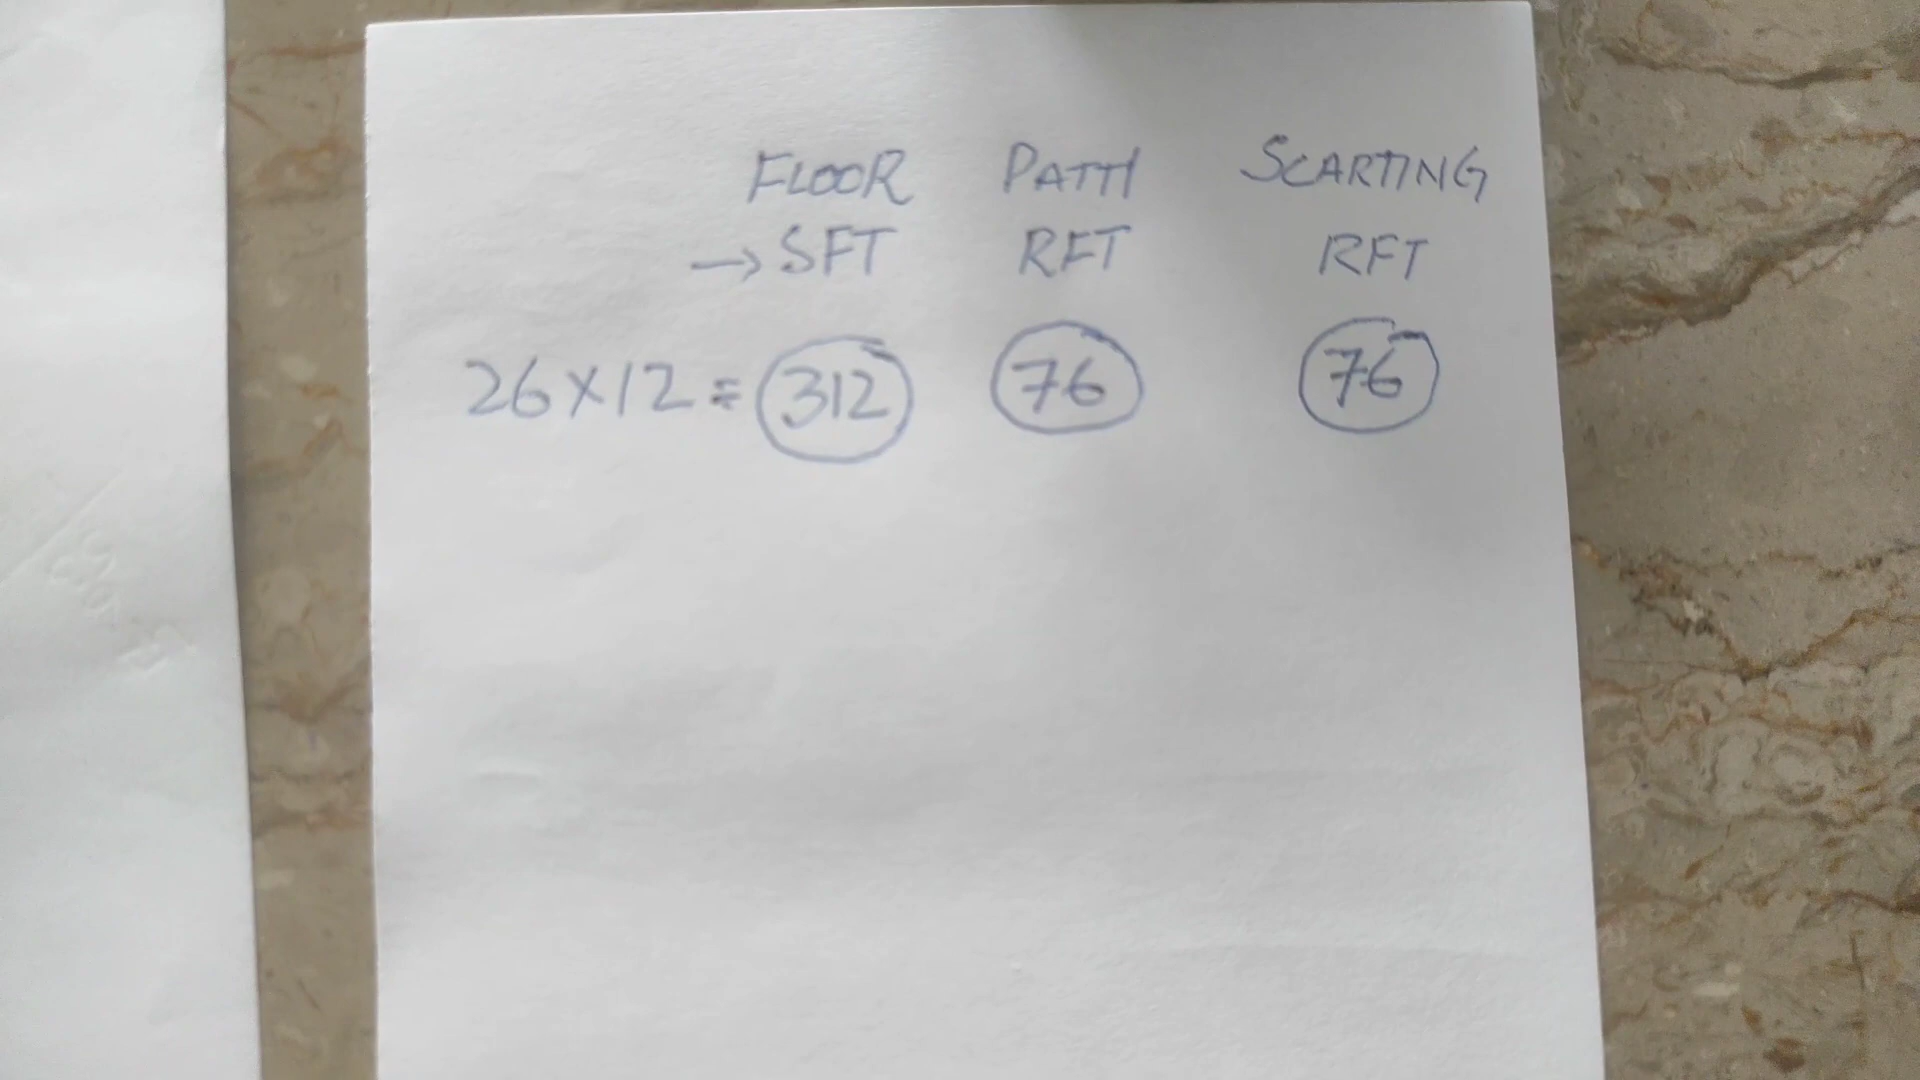 FLOOR PATTI SCARTING
→ SFT RFT RFT
26×12 = 312 76 76